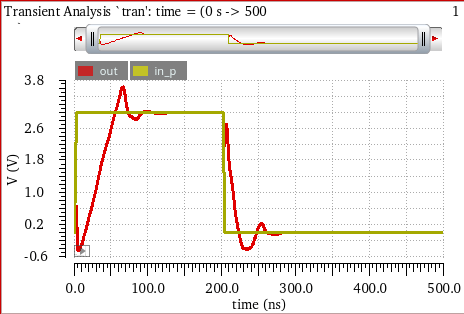 Transient Analysis `tran': time = (0 s -> 500 1
out in_p
3.8
2.6
1.8
1.0
0.2
-0.6
V (V)
0.0 100.0 200.0 300.0 400.0 500.0
time (ns)